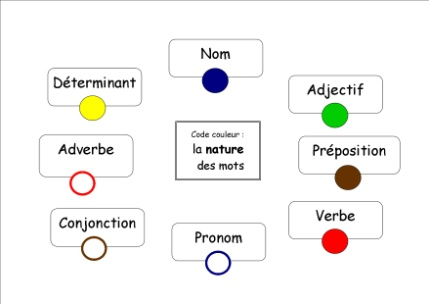 Nom
Déterminant
Adjectif
Code couleur :
la nature
des mots
Adverbe
Préposition
Conjonction
Pronom
Verbe